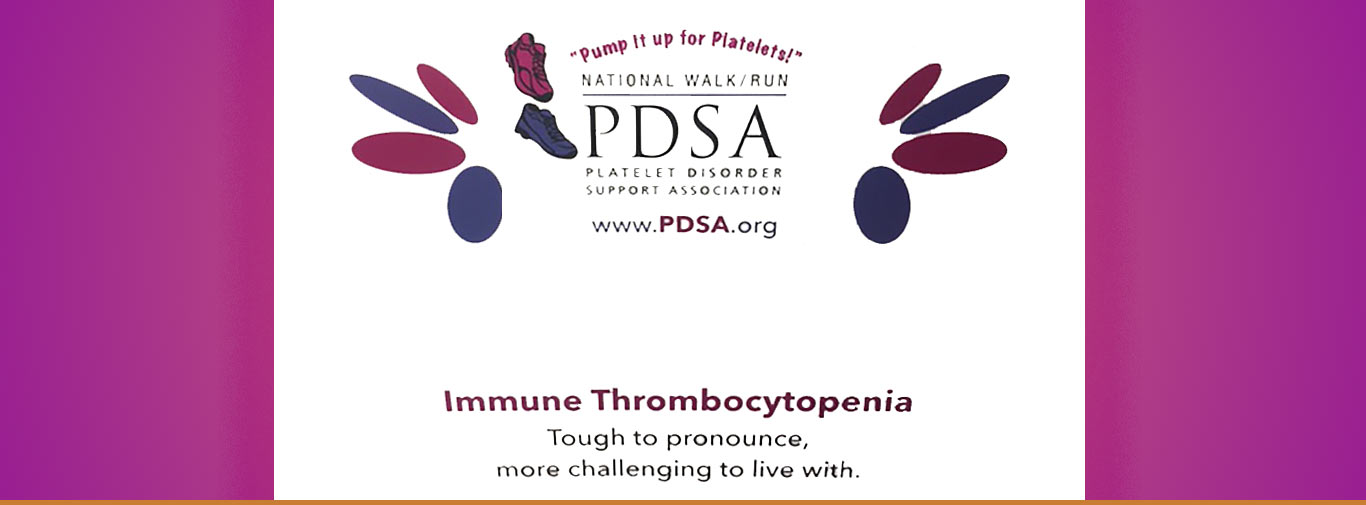 "Pump it up for Platelets!"
NATIONAL WALK/RUN
PDSA
PLATELET DISORDER
SUPPORT ASSOCIATION
www.PDSA.org
Immune Thrombocytopenia
Tough to pronounce,
more challenging to live with.